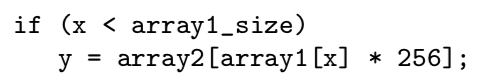 if (x < array1_size)
    y = array2[array1[x] * 256];